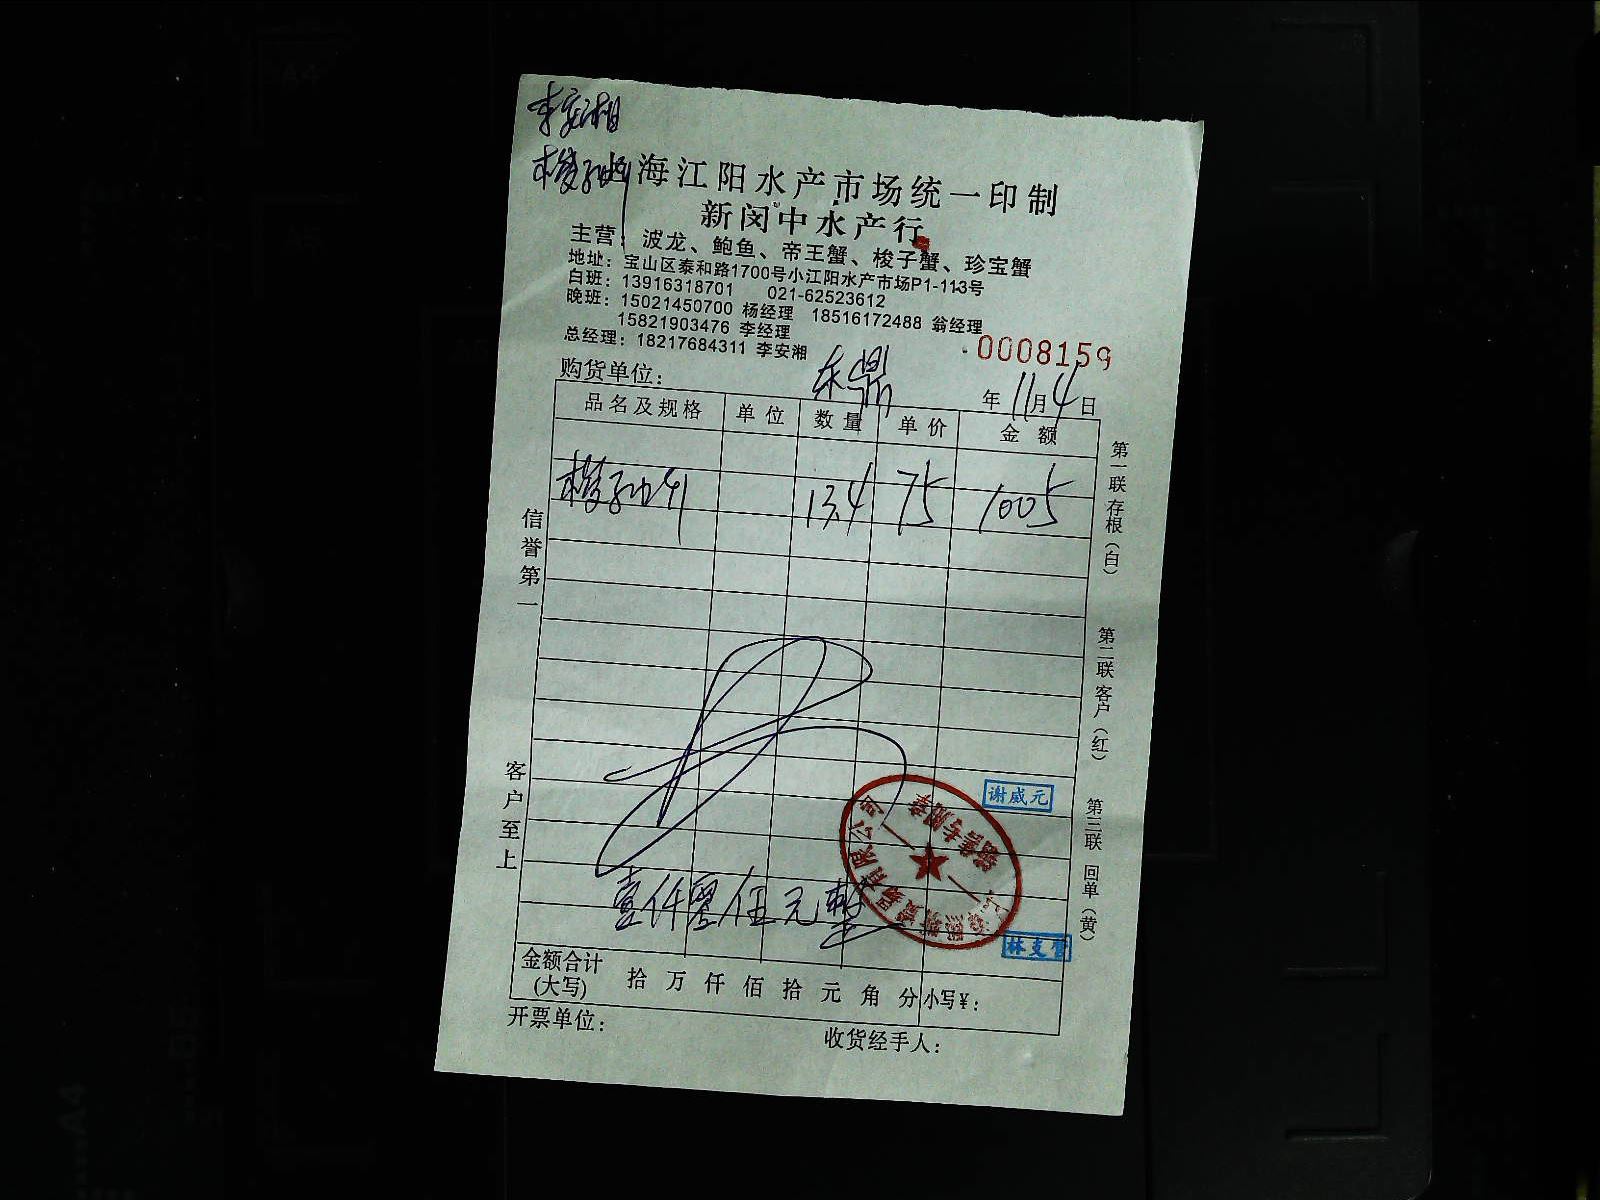 李安湘
梭子蟹
海江阳水产市场统一印制
新闵中水产行
主营：波龙、鲍鱼、帝王蟹、梭子蟹、珍宝蟹
地址：宝山区泰和路1700号小江阳水产市场P1-113号
白班：13916318701 021-62523612
晚班：15021450700 杨经理 18516172488 翁经理
15821903476 李经理
总经理：18217684311 李安湘
0008159
购货单位： 东鼎 年 11月 4日
品名及规格 单位 数量 单价 金额
梭子 13.4 75 1005
壹仟零伍元整
金额合计(大写) 拾 万 仟 佰 拾 元 角 分 小写￥：
开票单位： 收货经手人：
信誉第一
客户至上
第一联 存根（白）
第二联 客户（红）
第三联 回单（黄）
谢威元
销售专用章
林支管